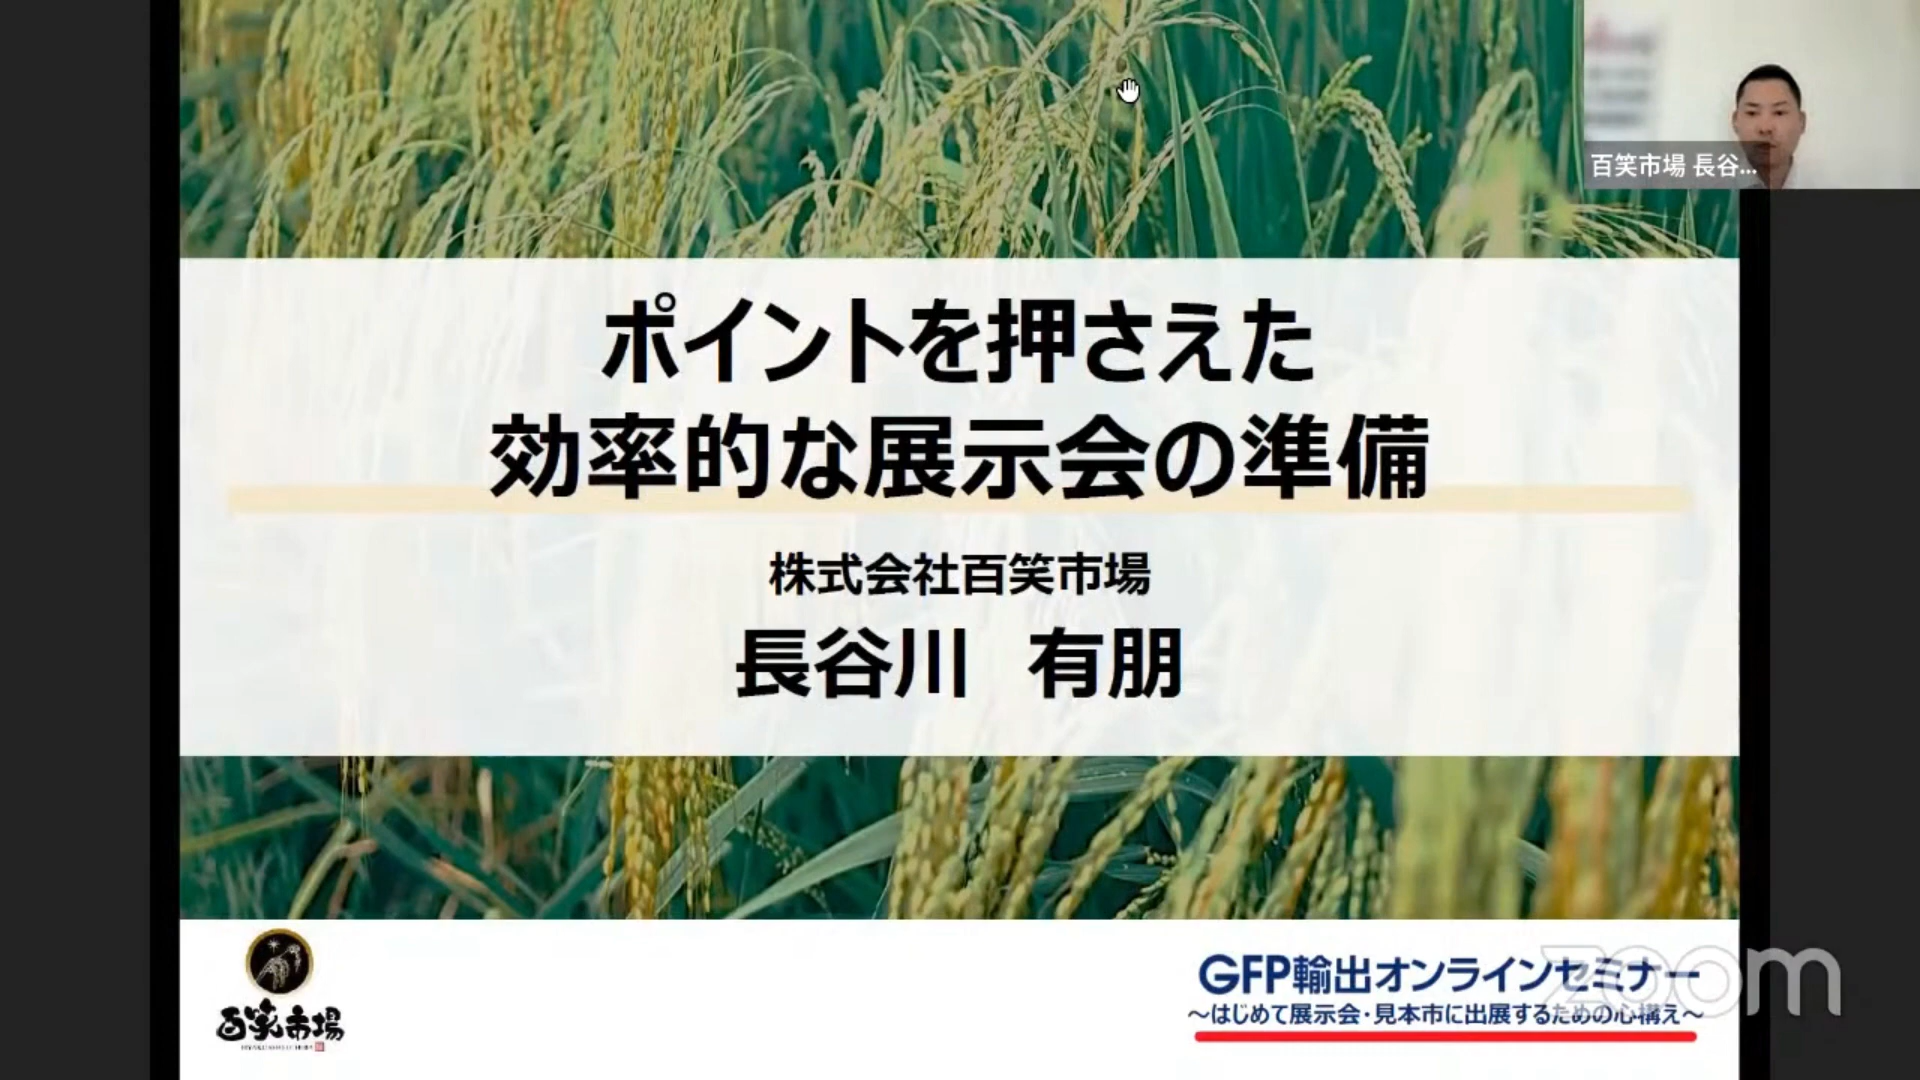 百笑市場 長谷...
ポイントを押さえた
効率的な展示会の準備
株式会社百笑市場
長谷川 有朋
百笑市場
GFP輸出オンラインセミナー
～はじめて展示会・見本市に出展するための心構え～
zoom